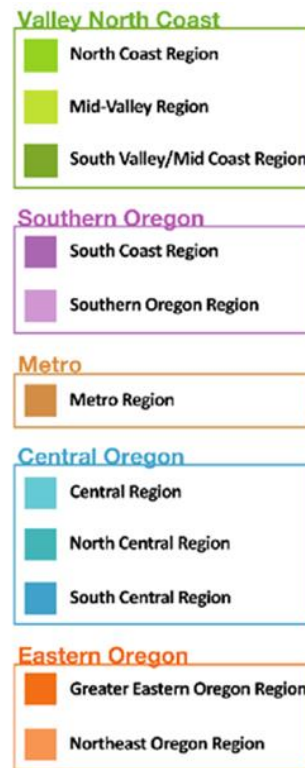 Valley North Coast
North Coast Region
Mid-Valley Region
South Valley/Mid Coast Region
Southern Oregon
South Coast Region
Southern Oregon Region
Metro
Metro Region
Central Oregon
Central Region
North Central Region
South Central Region
Eastern Oregon
Greater Eastern Oregon Region
Northeast Oregon Region